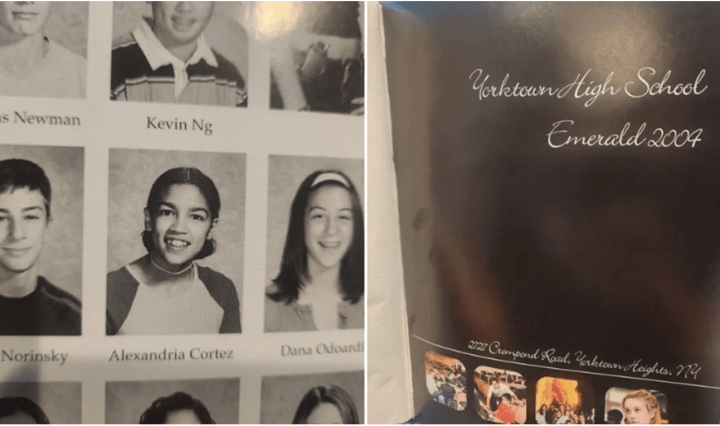 s Newman
Kevin Ng
Norinsky
Alexandria Cortez
Dana Odoardi
Yorktown High School
Emerald 2004
2727 Crompond Road, Yorktown Heights, NY